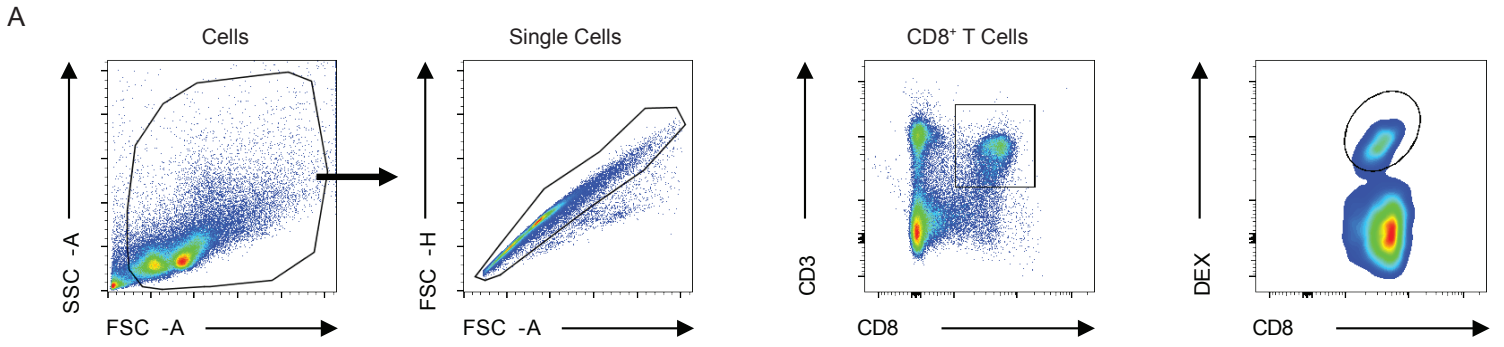 A
Cells
Single Cells
CD8⁺ T Cells
SSC -A
FSC -H
CD3
DEX
FSC -A
FSC -A
CD8
CD8